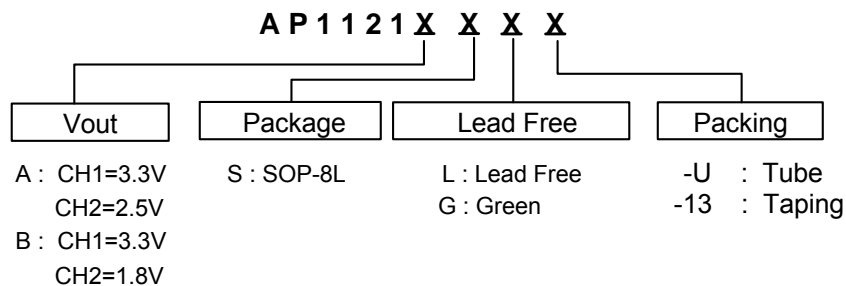 AP1121X X X X
Vout Package Lead Free Packing
A : CH1=3.3V S : SOP-8L L : Lead Free -U : Tube
CH2=2.5V G : Green -13 : Taping
B : CH1=3.3V
CH2=1.8V